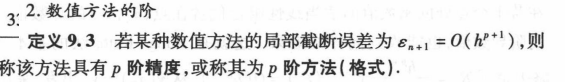 2. 数值方法的阶
定义9.3 若某种数值方法的局部截断误差为 εₙ₊₁ = O(hᵖ⁺¹),则
称该方法具有 p 阶精度,或称其为 p 阶方法(格式).